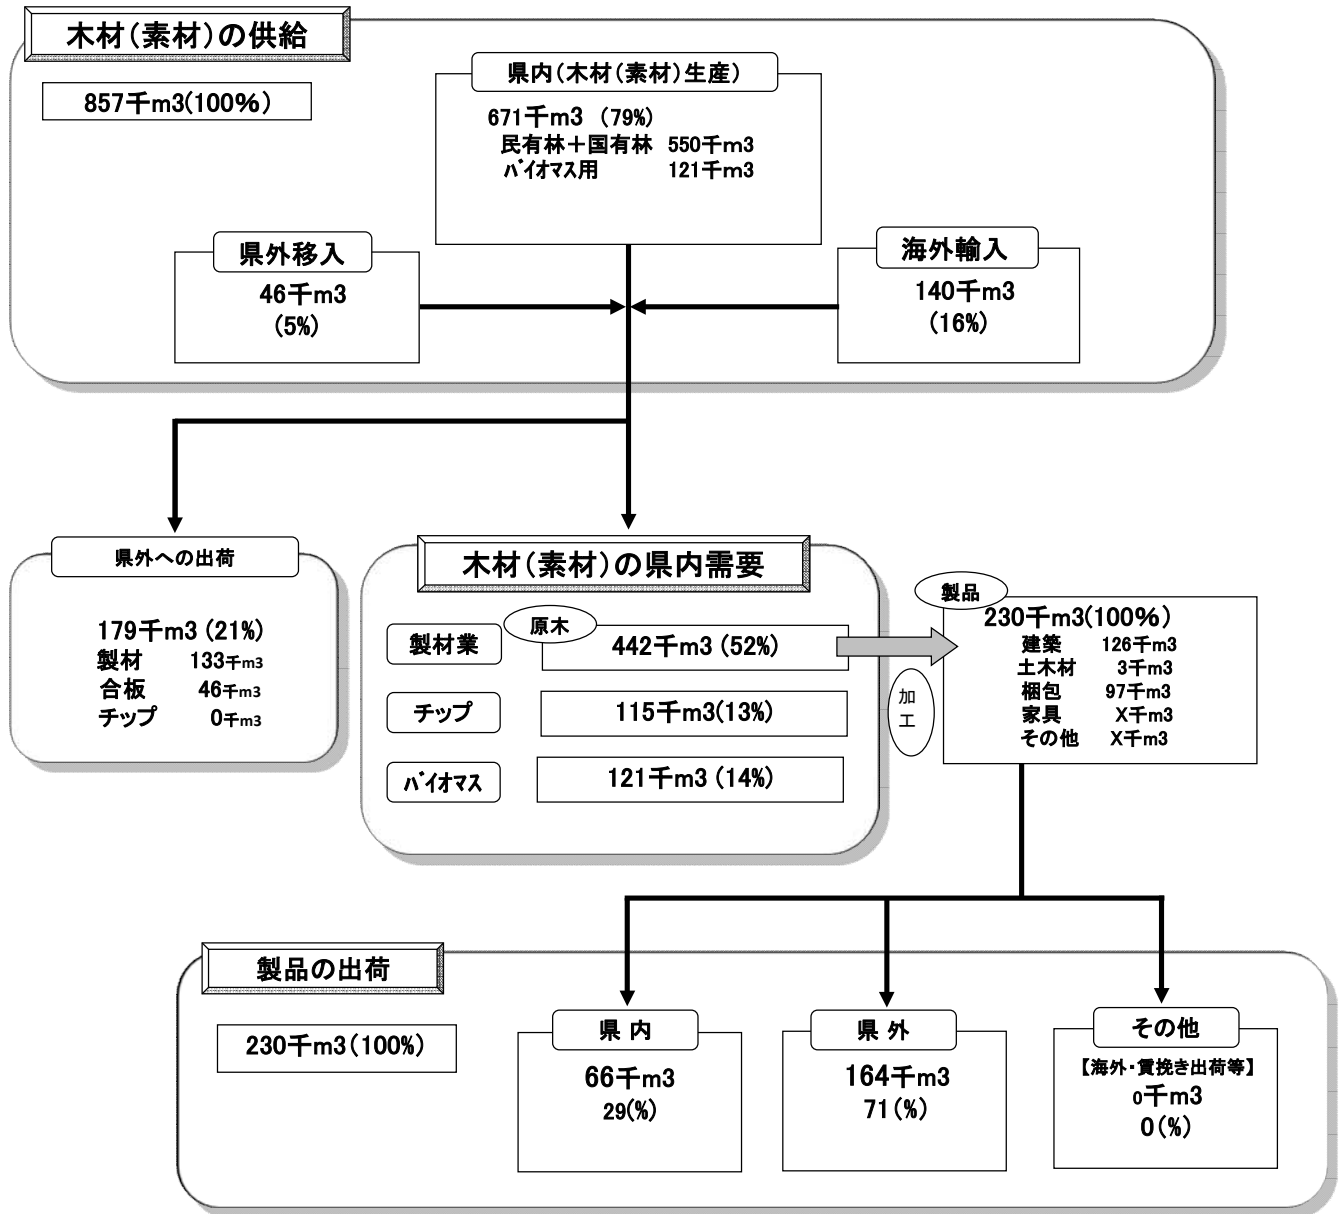 木材（素材）の供給
857千m3(100%)
県内（木材（素材）生産）
671千m3 (79%)
民有林＋国有林 550千m3
ﾊﾞｲｵﾏｽ用 121千m3
県外移入
46千m3
(5%)
海外輸入
140千m3
(16%)
県外への出荷
179千m3 (21%)
製材 133千m3
合板 46千m3
チップ 0千m3
木材（素材）の県内需要
原木
製材業 442千m3 (52%)
チップ 115千m3(13%)
ﾊﾞｲｵﾏｽ 121千m3 (14%)
加工
製品
230千m3(100%)
建築 126千m3
土木材 3千m3
梱包 97千m3
家具 X千m3
その他 X千m3
製品の出荷
230千m3(100%)
県 内
66千m3
29(%)
県 外
164千m3
71(%)
その他
【海外・賃挽き出荷等】
0千m3
0(%)